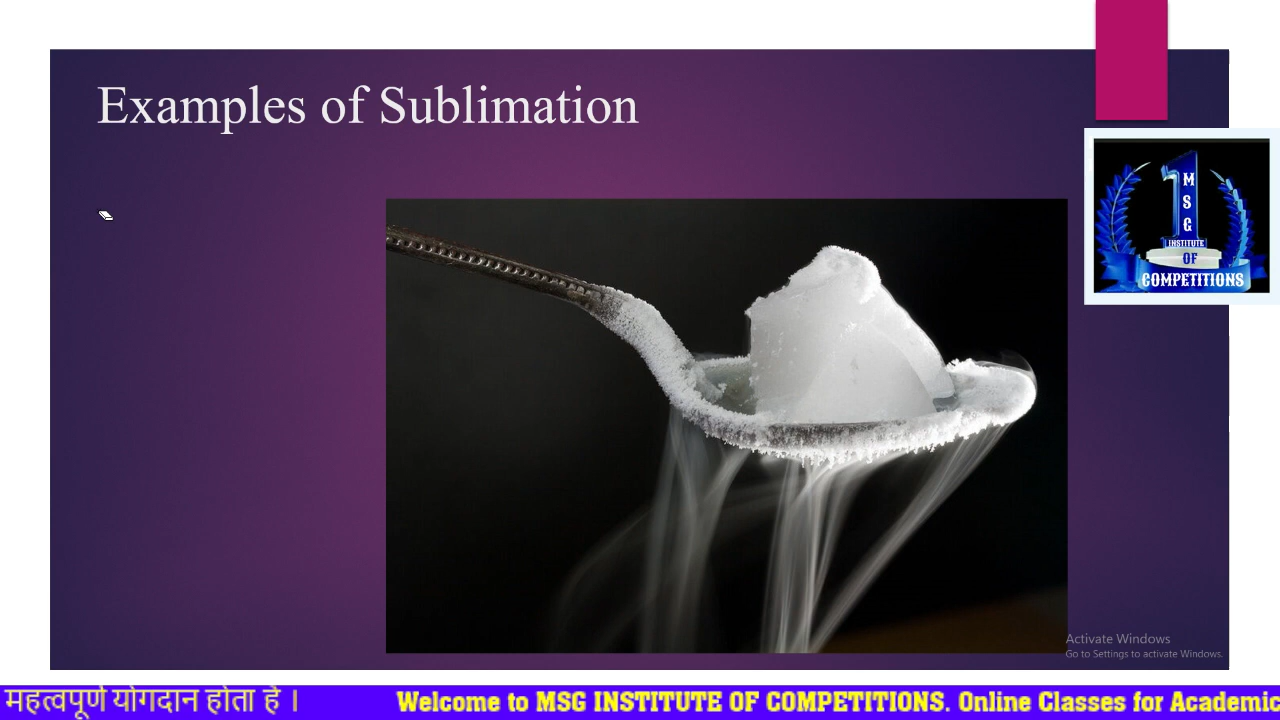 Examples of Sublimation
1
M
S
G
INSTITUTE
OF
COMPETITIONS
Activate Windows
Go to Settings to activate Windows.
महत्वपूर्ण योगदान होता है । Welcome to MSG INSTITUTE OF COMPETITIONS. Online Classes for Academic